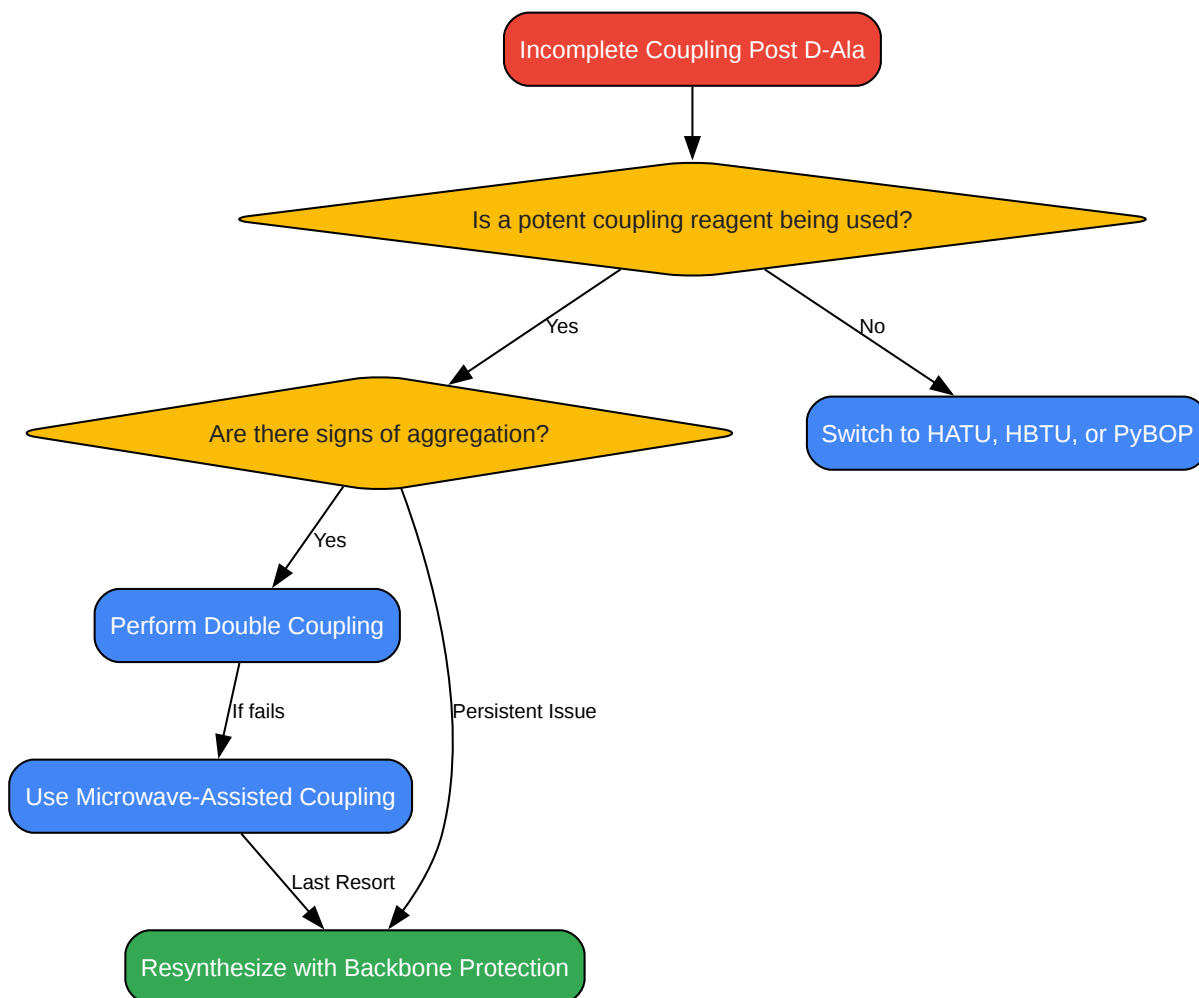 Incomplete Coupling Post D-Ala
Is a potent coupling reagent being used?
Yes
No
Are there signs of aggregation?
Switch to HATU, HBTU, or PyBOP
Yes
Perform Double Coupling
If fails
Persistent Issue
Use Microwave-Assisted Coupling
Last Resort
Resynthesize with Backbone Protection